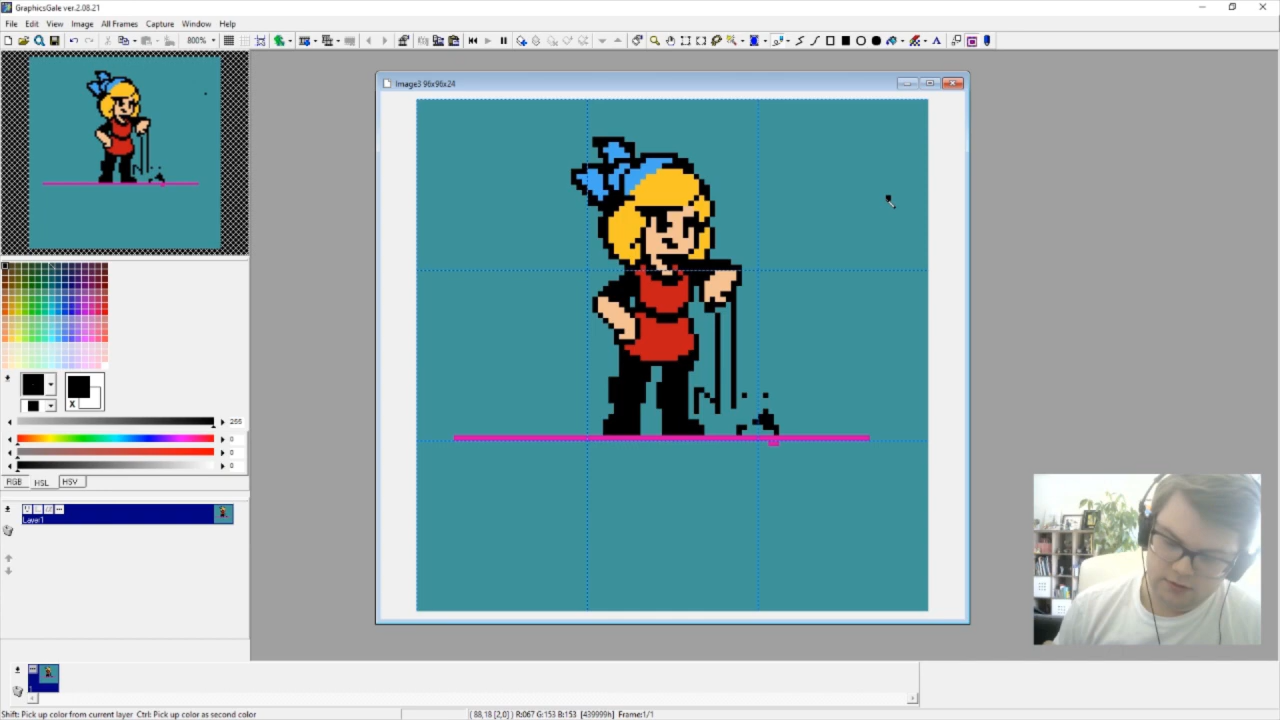 GraphicsGale ver.2.08.21
File Edit View Image All Frames Capture Window Help
800%
A
Image3 96x96x24
X
255
0
0
0
RGB HSL HSV
Layer1
1
Shift: Pick up color from current layer Ctrl: Pick up color as second color
( 88,18 [2,0] ) R:067 G:153 B:153 [439999h] Frame:1/1